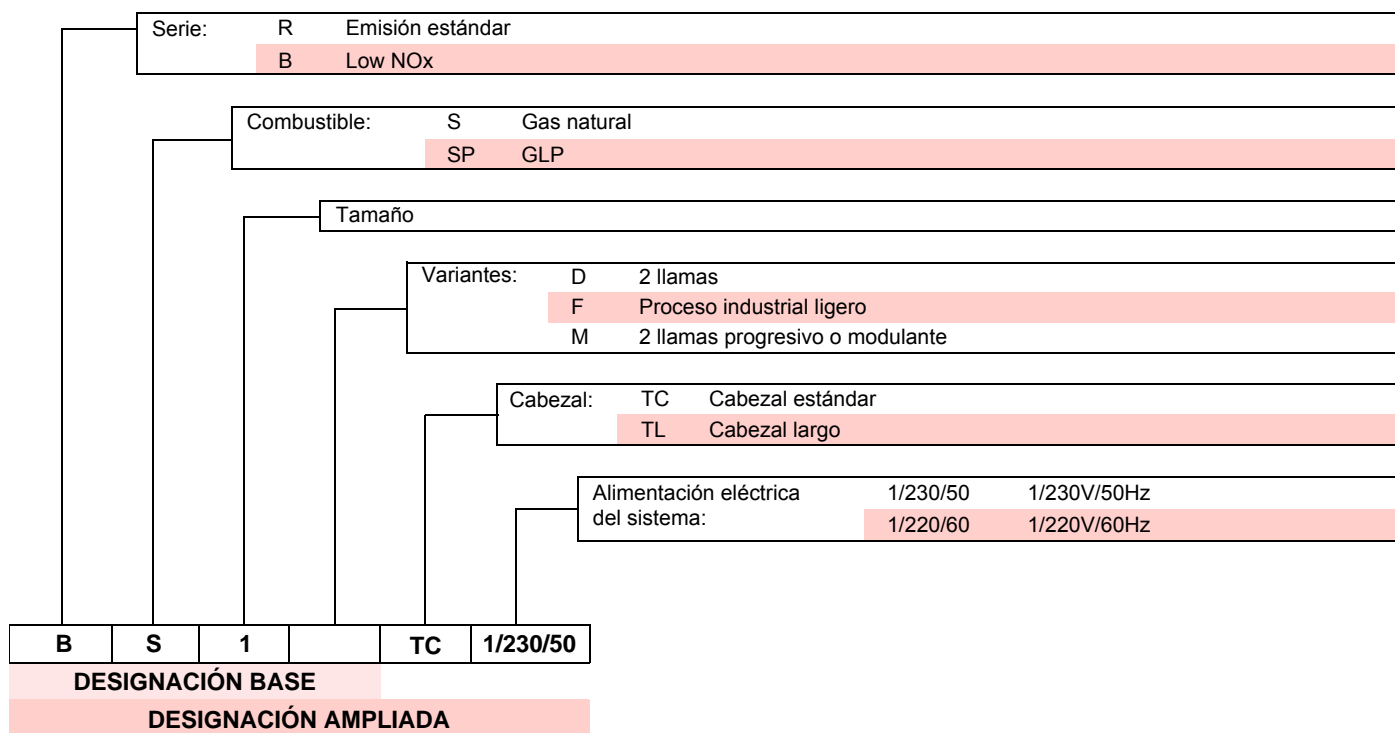 Serie: R Emisión estándar
B Low NOx
Combustible: S Gas natural
SP GLP
Tamaño
Variantes: D 2 llamas
F Proceso industrial ligero
M 2 llamas progresivo o modulante
Cabezal: TC Cabezal estándar
TL Cabezal largo
Alimentación eléctrica 1/230/50 1/230V/50Hz
del sistema: 1/220/60 1/220V/60Hz
B S 1 TC 1/230/50
DESIGNACIÓN BASE
DESIGNACIÓN AMPLIADA